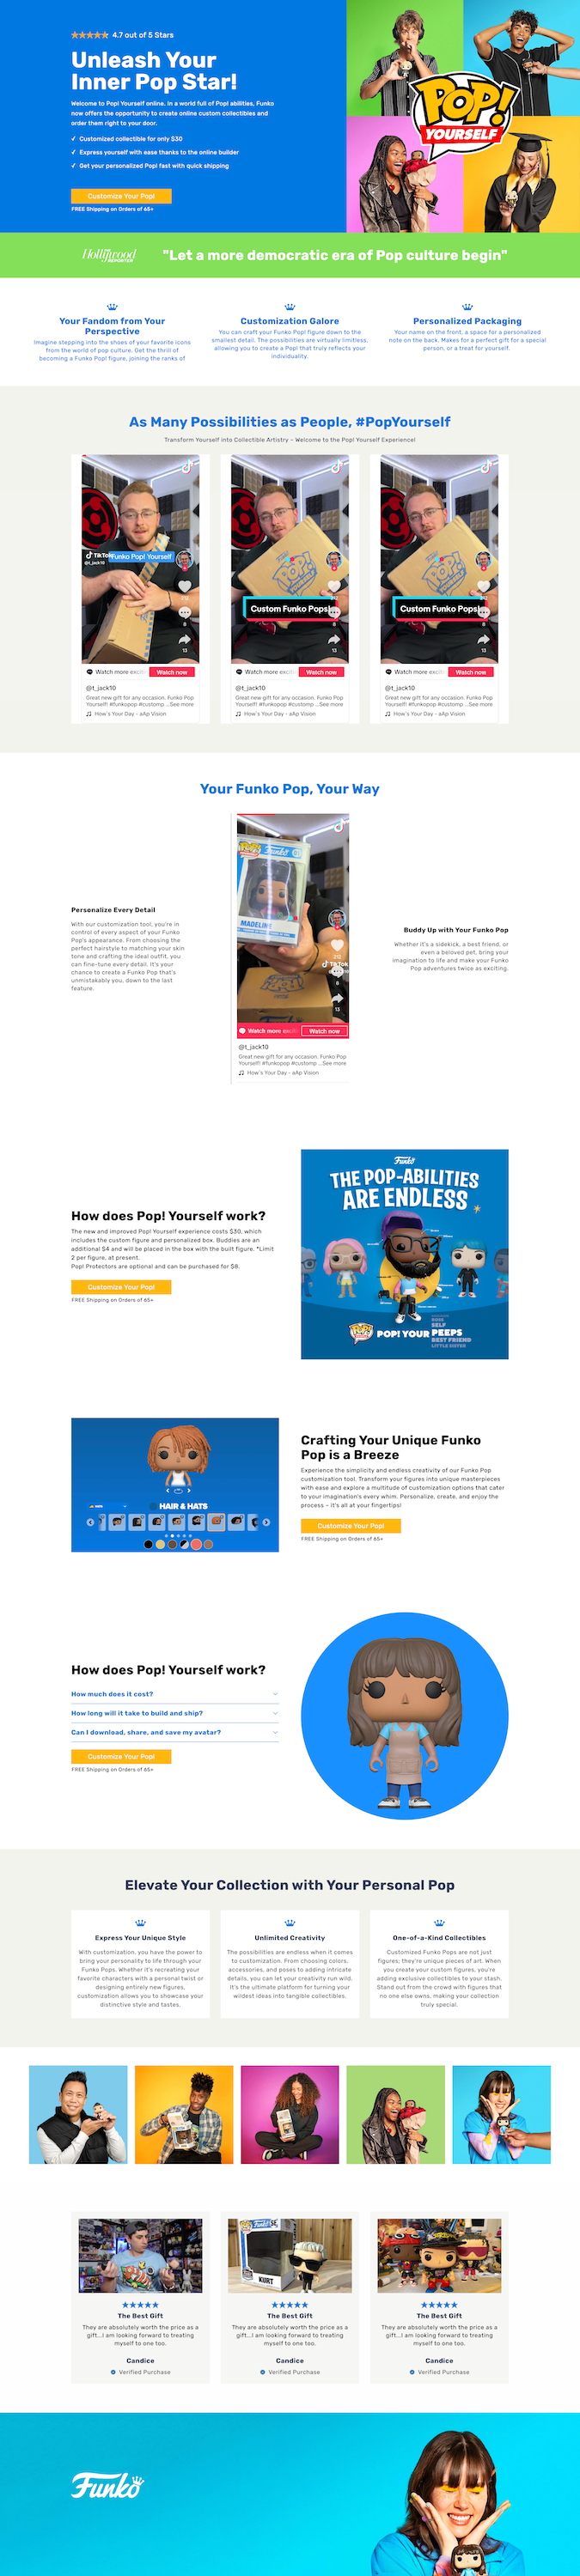 4.7 out of 5 Stars
Unleash Your
Inner Pop Star!
Welcome to Pop! Yourself online. In a world full of Pop! abilities, Funko
now offers the opportunity to create online custom collectibles and
order them right to your door.
✓ Customized collectible for only $30
✓ Express yourself with ease thanks to the online builder
✓ Get your personalized Pop! fast with quick shipping
Customize Your Pop!
FREE Shipping on Orders of 65+
POP!
YOURSELF
Hollywood
REPORTER
"Let a more democratic era of Pop culture begin"
Your Fandom from Your
Perspective
Imagine stepping into the shoes of your favorite icons
from the world of pop culture. Get the thrill of
becoming a Funko Pop! figure, joining the ranks of
Customization Galore
You can craft your Funko Pop! figure down to the
smallest detail. The possibilities are virtually limitless,
allowing you to create a Pop! that truly reflects your
individuality.
Personalized Packaging
Your name on the front, a space for a personalized
note on the back. Makes for a perfect gift for a special
person, or a treat for yourself.
As Many Possibilities as People, #PopYourself
Transform Yourself into Collectible Artistry – Welcome to the Pop! Yourself Experience!
TikTok
@t_jack10
Funko Pop! Yourself
8
13
Watch more exci
Watch now
@t_jack10
Great new gift for any occasion. Funko Pop
Yourself! #funkopop #customp ...See more
How's Your Day - aAp Vision
POP!
Custom Funko Pops!
8
13
Watch more exci
Watch now
@t_jack10
Great new gift for any occasion. Funko Pop
Yourself! #funkopop #customp ...See more
How's Your Day - aAp Vision
POP!
Custom Funko Pops!
8
13
Watch more exci
Watch now
@t_jack10
Great new gift for any occasion. Funko Pop
Yourself! #funkopop #customp ...See more
How's Your Day - aAp Vision
Your Funko Pop, Your Way
Personalize Every Detail
With our customization tool, you're in
control of every aspect of your Funko
Pop's appearance. From choosing the
perfect hairstyle to matching your skin
tone and crafting the ideal outfit, you
can fine-tune every detail. It's your
chance to create a Funko Pop that's
unmistakably you, down to the last
feature.
Funko
MADELINE
TikTok
8
13
Watch more exci
Watch now
@t_jack10
Great new gift for any occasion. Funko Pop
Yourself! #funkopop #customp ...See more
How's Your Day - aAp Vision
Buddy Up with Your Funko Pop
Whether it's a sidekick, a best friend, or
even a beloved pet, bring your
imagination to life and make your Funko
Pop adventures twice as exciting.
How does Pop! Yourself work?
The new and improved Pop! Yourself experience costs $30, which
includes the custom figure and personalized box. Buddies are an
additional $4 and will be placed in the box with the built figure. *Limit
2 per figure, at present.
Pop! Protectors are optional and can be purchased for $8.
Customize Your Pop!
FREE Shipping on Orders of 65+
Funko
THE POP-ABILITIES
ARE ENDLESS
POP! YOUR
BOSS
SELF
PEEPS
BEST FRIEND
LITTLE SISTER
HAIR & HATS
Crafting Your Unique Funko
Pop is a Breeze
Experience the simplicity and endless creativity of our Funko Pop
customization tool. Transform your figures into unique masterpieces
with ease and explore a multitude of customization options that cater
to your imagination's every whim. Personalize, create, and enjoy the
process – it's all at your fingertips!
Customize Your Pop!
FREE Shipping on Orders of 65+
How does Pop! Yourself work?
How much does it cost?
How long will it take to build and ship?
Can I download, share, and save my avatar?
Customize Your Pop!
FREE Shipping on Orders of 65+
Elevate Your Collection with Your Personal Pop
Express Your Unique Style
With customization, you have the power to
bring your personality to life through your
Funko Pops. Whether it's recreating your
favorite characters with a personal twist or
designing entirely new figures,
customization allows you to showcase your
distinctive style and tastes.
Unlimited Creativity
The possibilities are endless when it comes
to customization. From choosing colors,
accessories, and poses to adding intricate
details, you can let your creativity run wild.
It's the ultimate platform for turning your
wildest ideas into tangible collectibles.
One-of-a-Kind Collectibles
Customized Funko Pops are not just
figures; they're unique pieces of art. When
you create your custom figures, you're
adding exclusive collectibles to your stash.
Stand out from the crowd with figures that
no one else owns, making your collection
truly special.
The Best Gift
They are absolutely worth the price as a
gift...I am looking forward to treating
myself to one too.
Candice
Verified Purchase
Funko
KURT
The Best Gift
They are absolutely worth the price as a
gift...I am looking forward to treating
myself to one too.
Candice
Verified Purchase
The Best Gift
They are absolutely worth the price as a
gift...I am looking forward to treating
myself to one too.
Candice
Verified Purchase
Funko